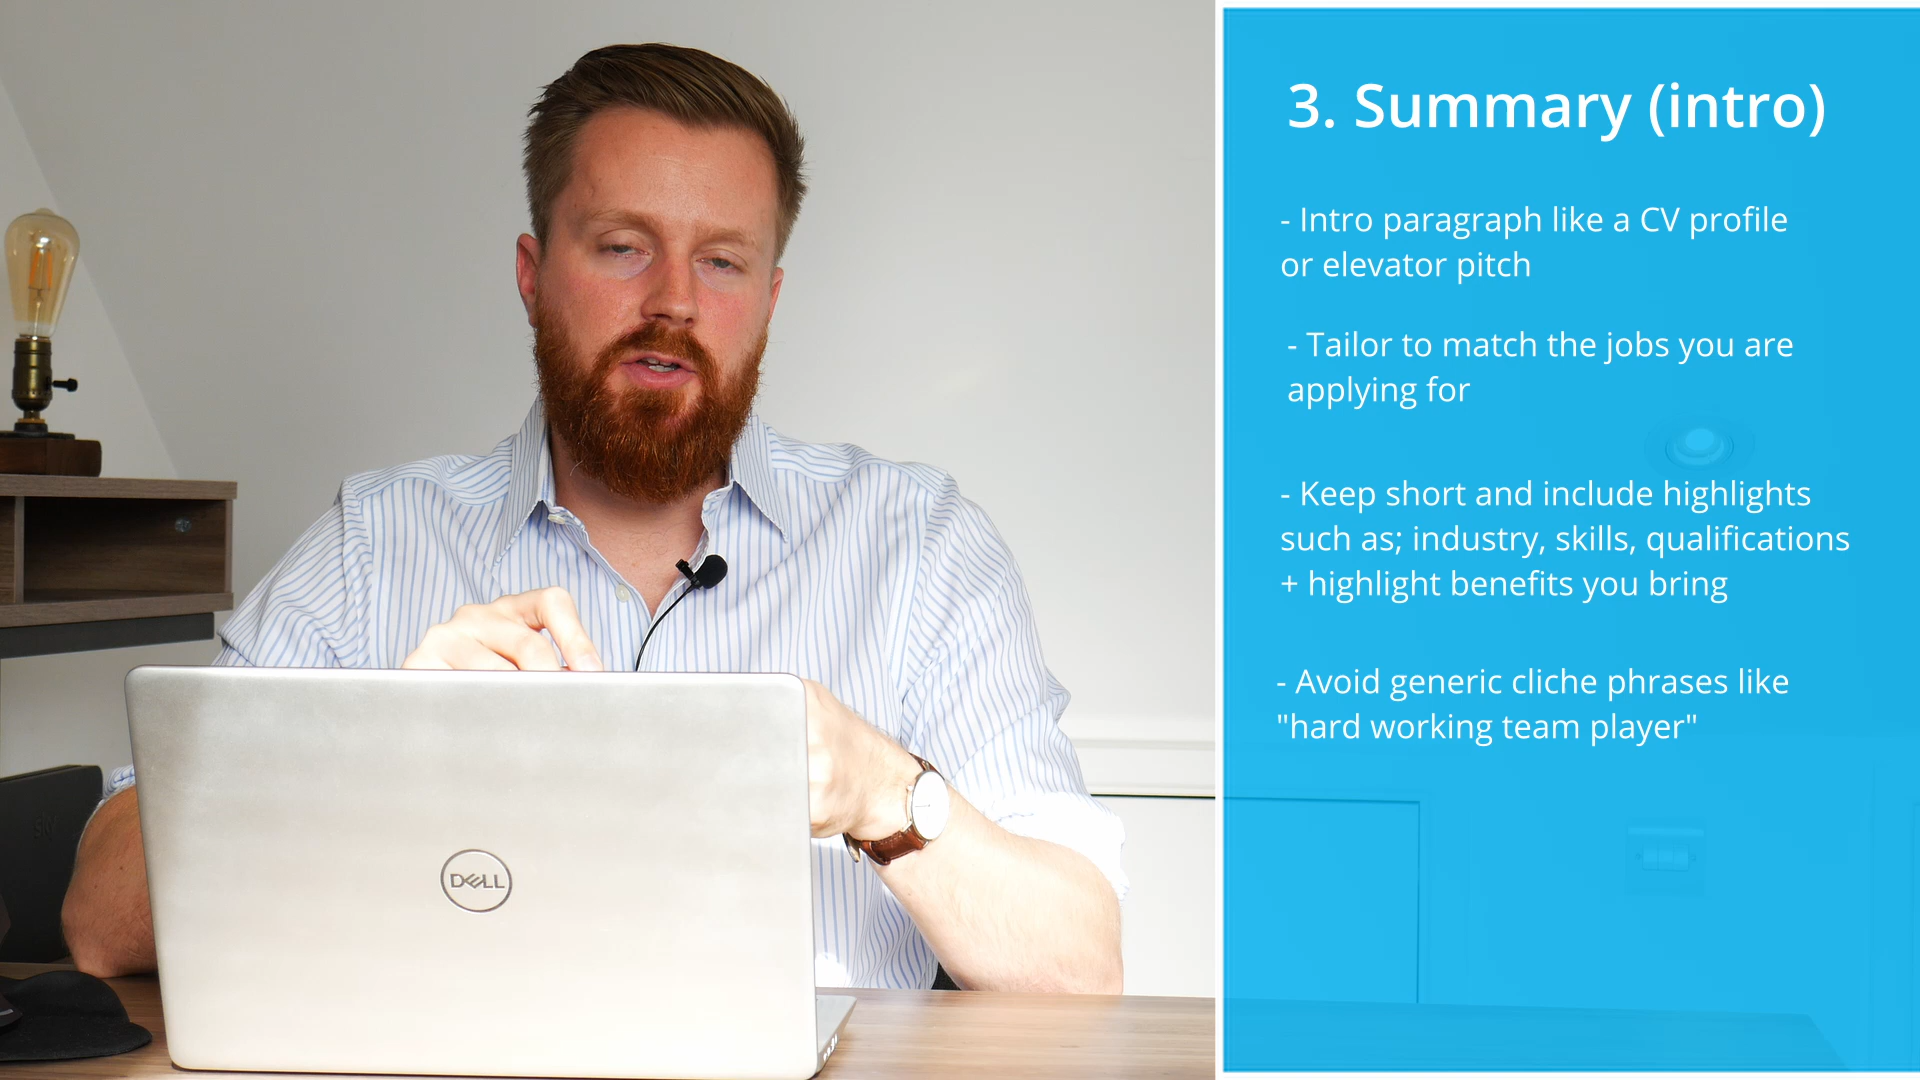 3. Summary (intro)
- Intro paragraph like a CV profile
or elevator pitch
- Tailor to match the jobs you are
applying for
- Keep short and include highlights
such as; industry, skills, qualifications
+ highlight benefits you bring
- Avoid generic cliche phrases like
"hard working team player"
DELL